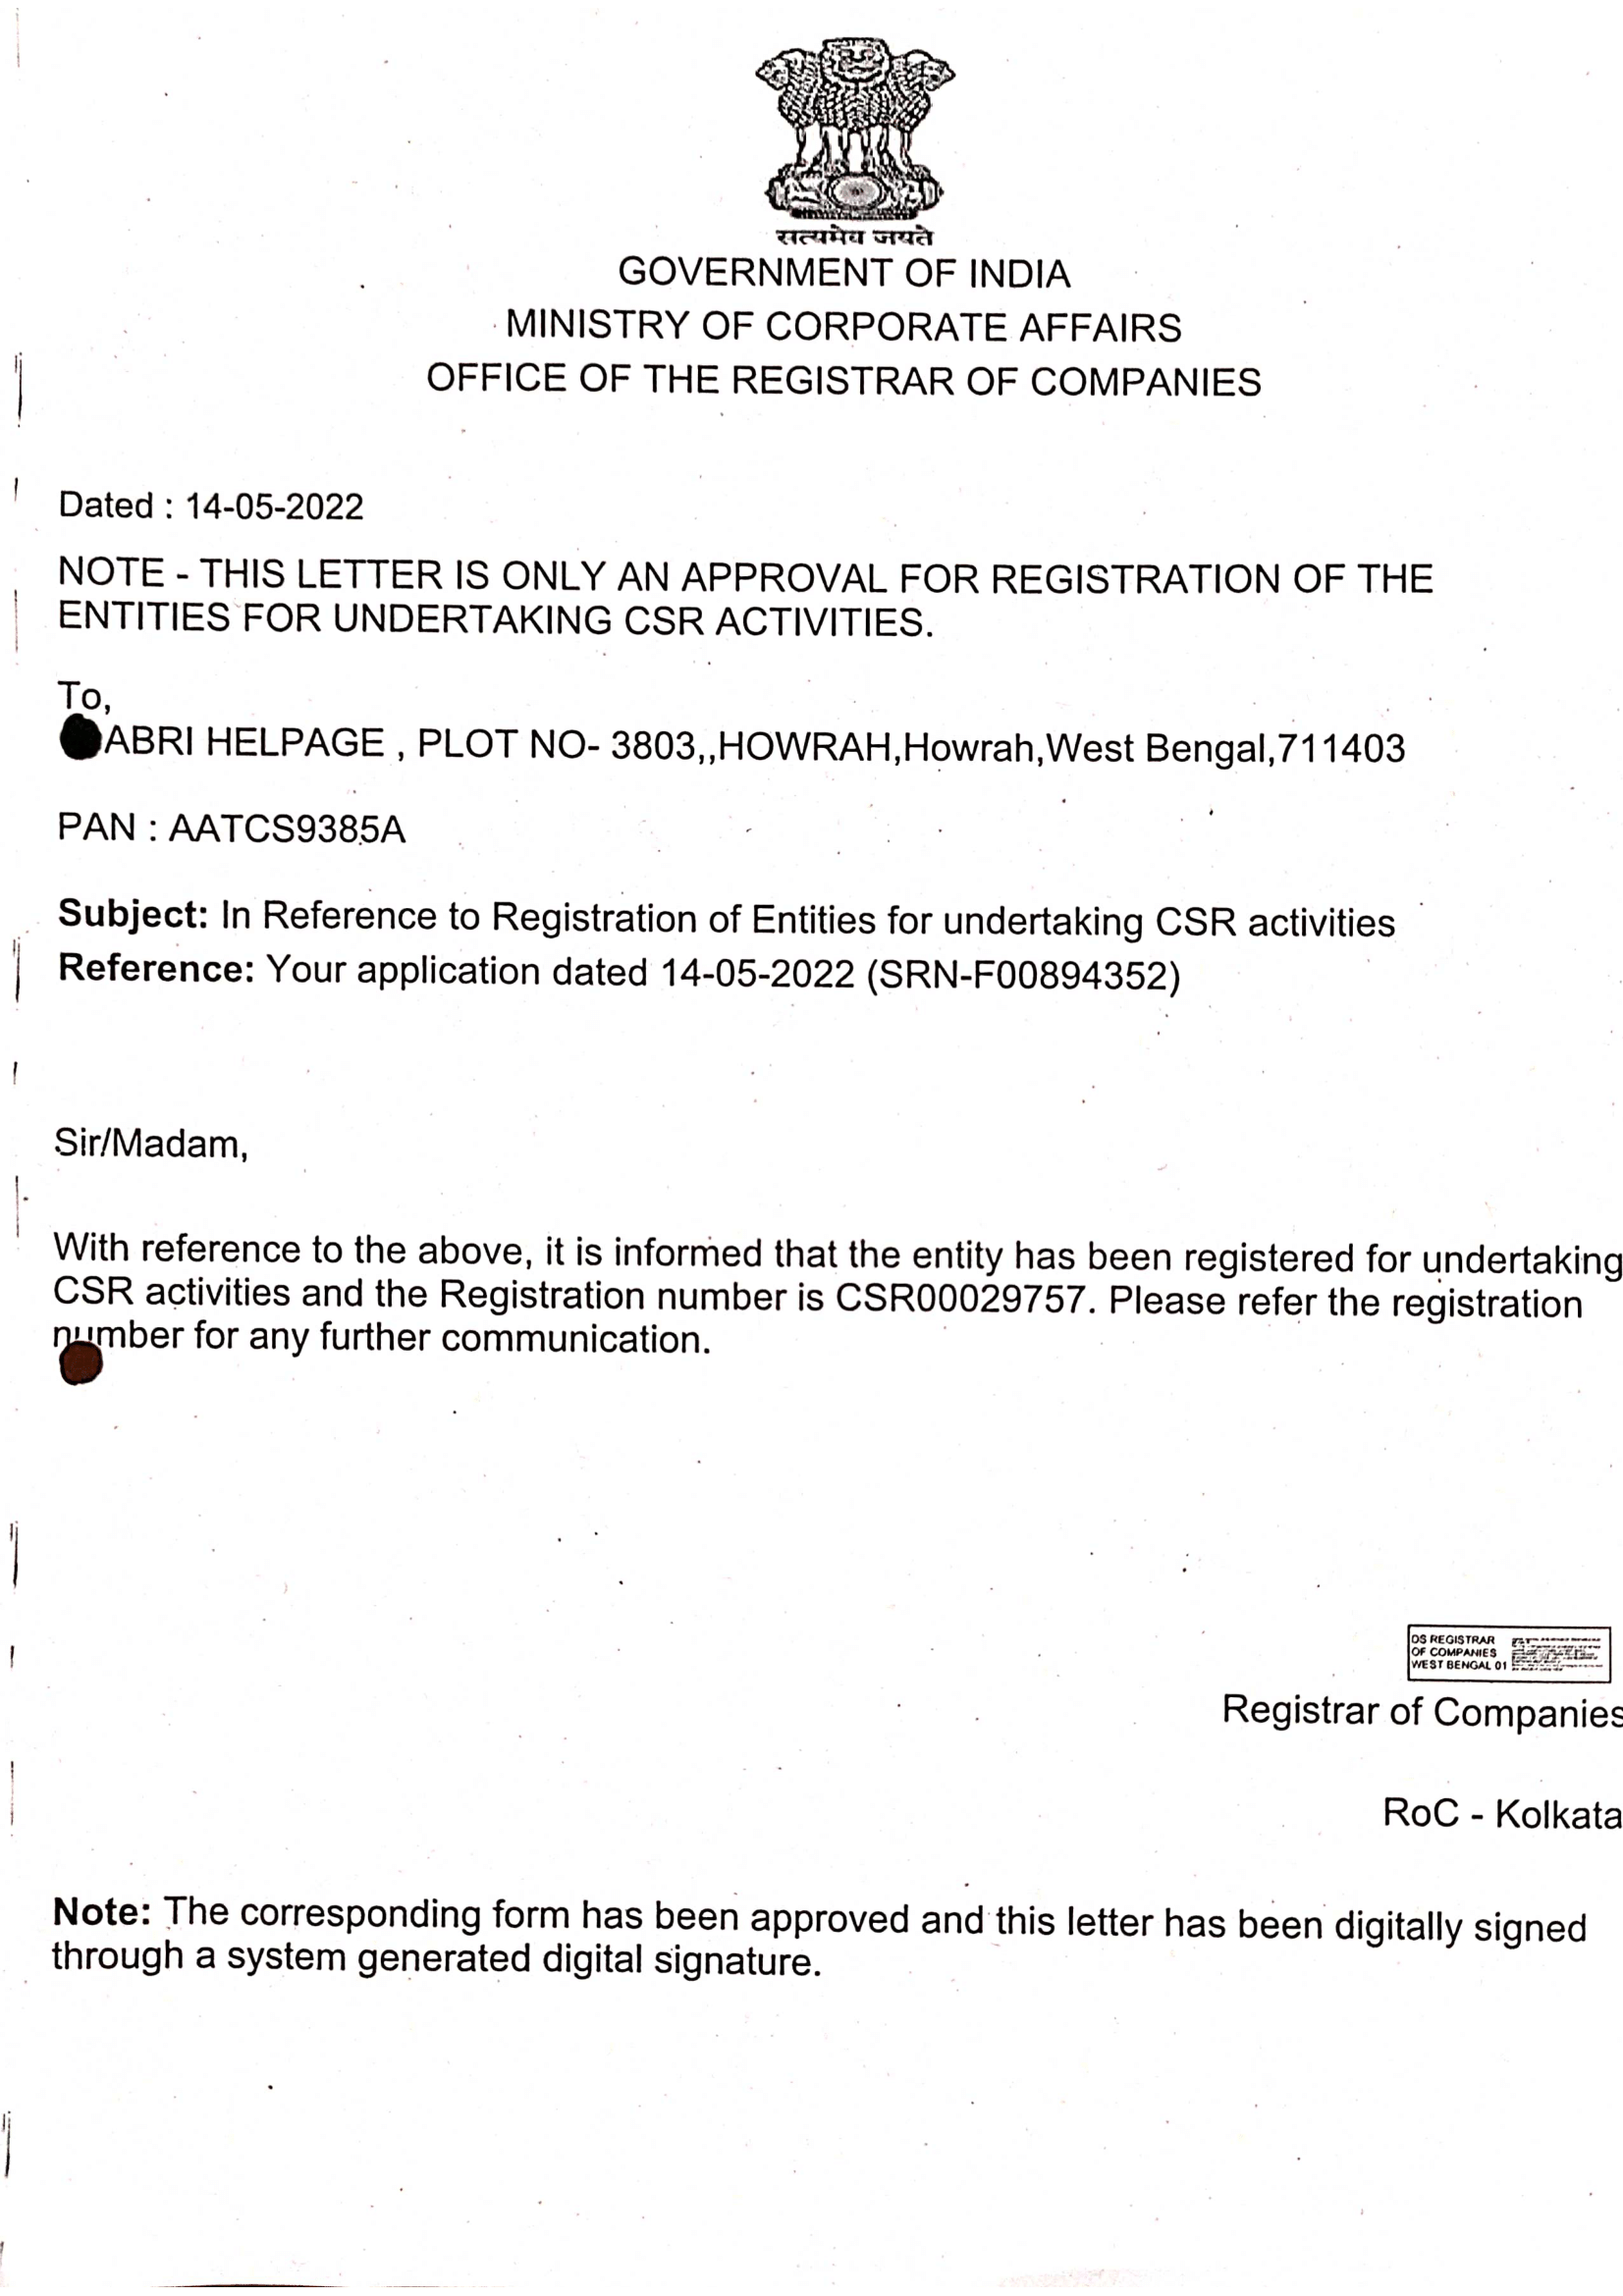 सत्यमेव जयते
GOVERNMENT OF INDIA
MINISTRY OF CORPORATE AFFAIRS
OFFICE OF THE REGISTRAR OF COMPANIES
Dated : 14-05-2022
NOTE - THIS LETTER IS ONLY AN APPROVAL FOR REGISTRATION OF THE
ENTITIES FOR UNDERTAKING CSR ACTIVITIES.
To,
ABRI HELPAGE , PLOT NO- 3803,,HOWRAH,Howrah,West Bengal,711403
PAN : AATCS9385A
Subject: In Reference to Registration of Entities for undertaking CSR activities
Reference: Your application dated 14-05-2022 (SRN-F00894352)
Sir/Madam,
With reference to the above, it is informed that the entity has been registered for undertaking
CSR activities and the Registration number is CSR00029757. Please refer the registration
number for any further communication.
DS REGISTRAR
OF COMPANIES
WEST BENGAL 01
Registrar of Companies
RoC - Kolkata
Note: The corresponding form has been approved and this letter has been digitally signed
through a system generated digital signature.